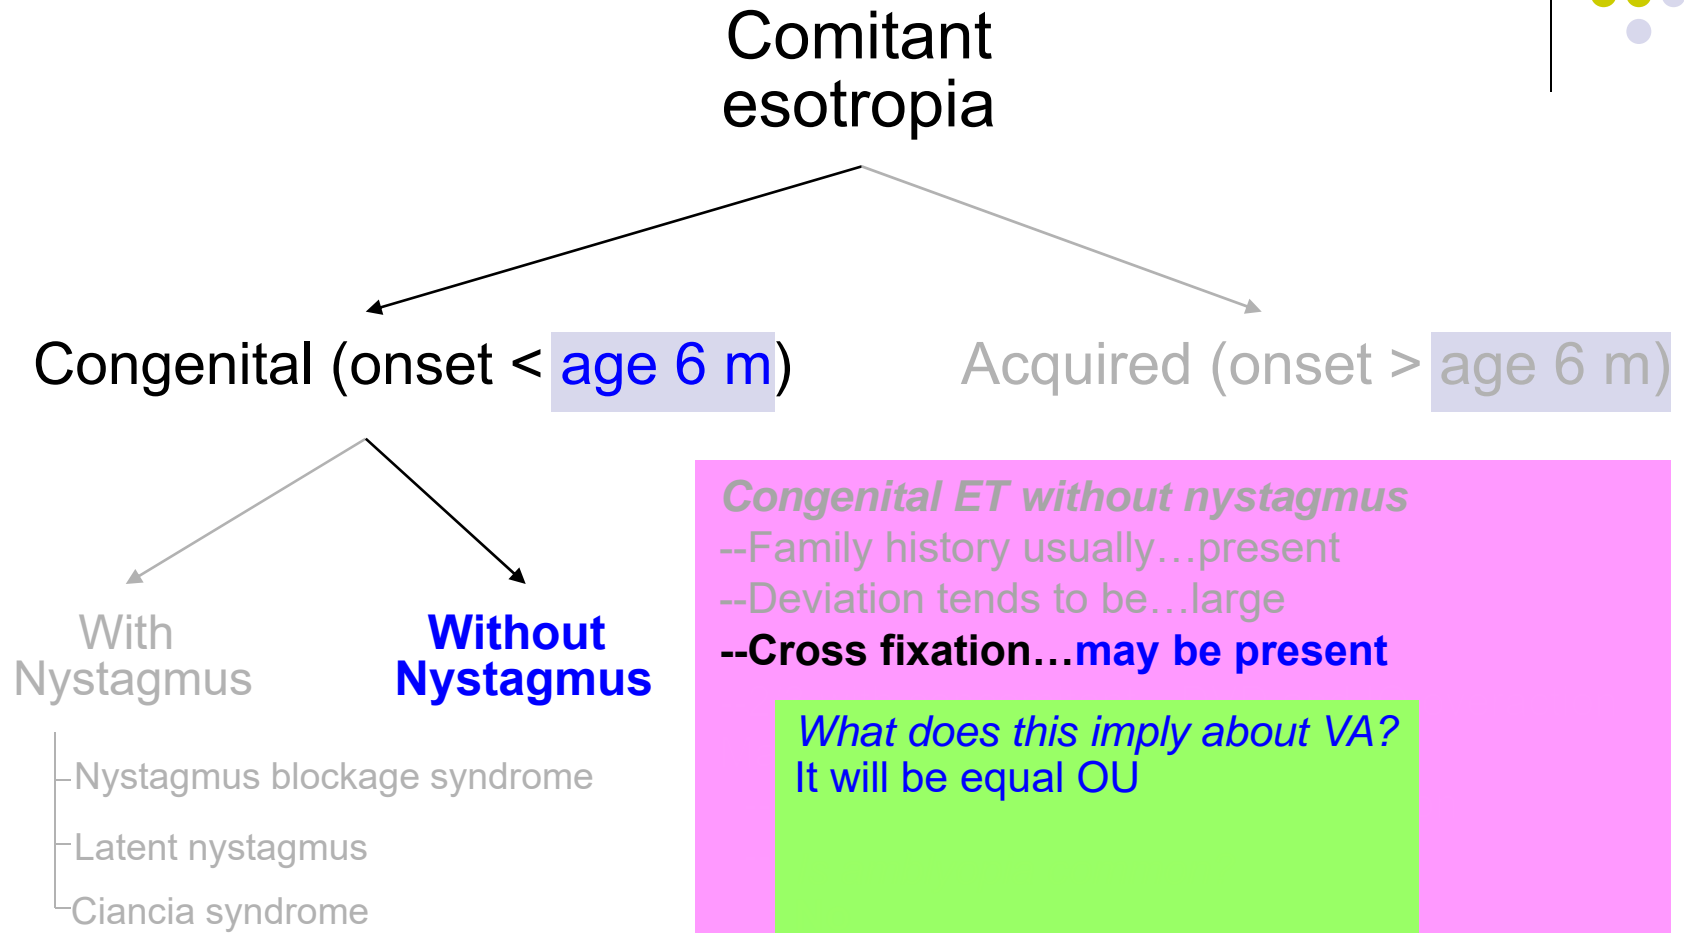 Comitant
esotropia
Congenital (onset < age 6 m)
Acquired (onset > age 6 m)
With
Nystagmus
Without
Nystagmus
Nystagmus blockage syndrome
Latent nystagmus
Ciancia syndrome
Congenital ET without nystagmus
--Family history usually…present
--Deviation tends to be…large
--Cross fixation…may be present
What does this imply about VA?
It will be equal OU